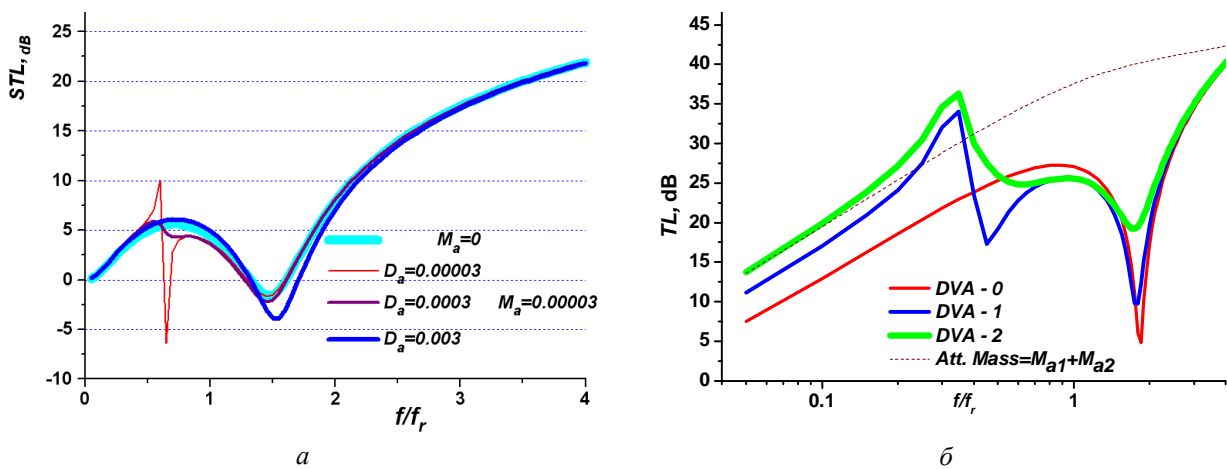 STL, dB
25
20
15
10
5
0
-5
-10
0 1 2 3 4
f/fr
Ma=0
Da=0.00003
Da=0.0003 Ma=0.00003
Da=0.003
а
TL, dB
45
40
35
30
25
20
15
10
5
0
0.1 f/fr 1
DVA - 0
DVA - 1
DVA - 2
Att. Mass=Ma1+Ma2
б